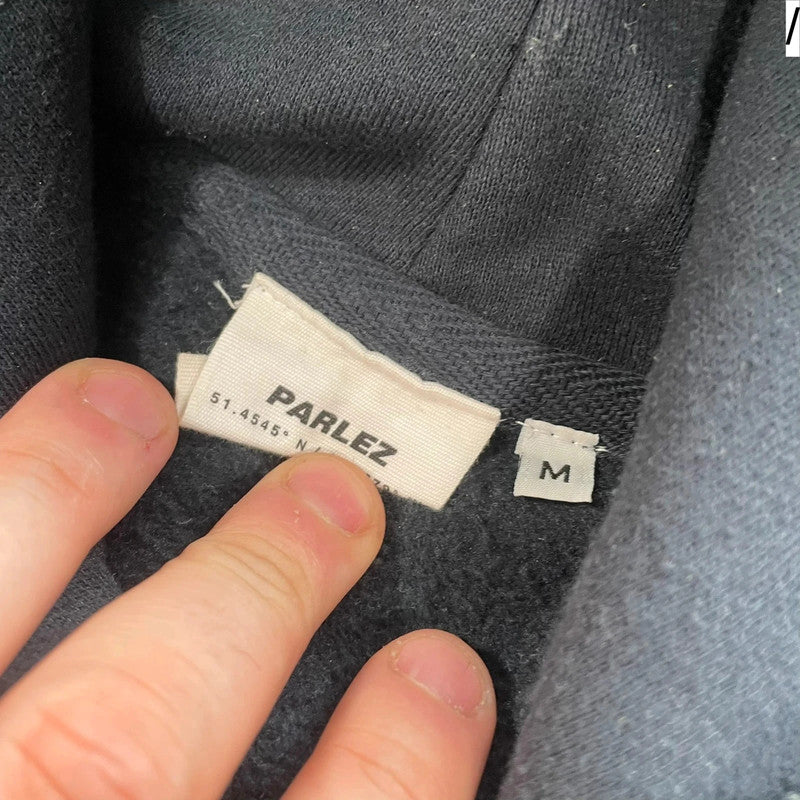 PARLEZ
51.4545° N /
M
/